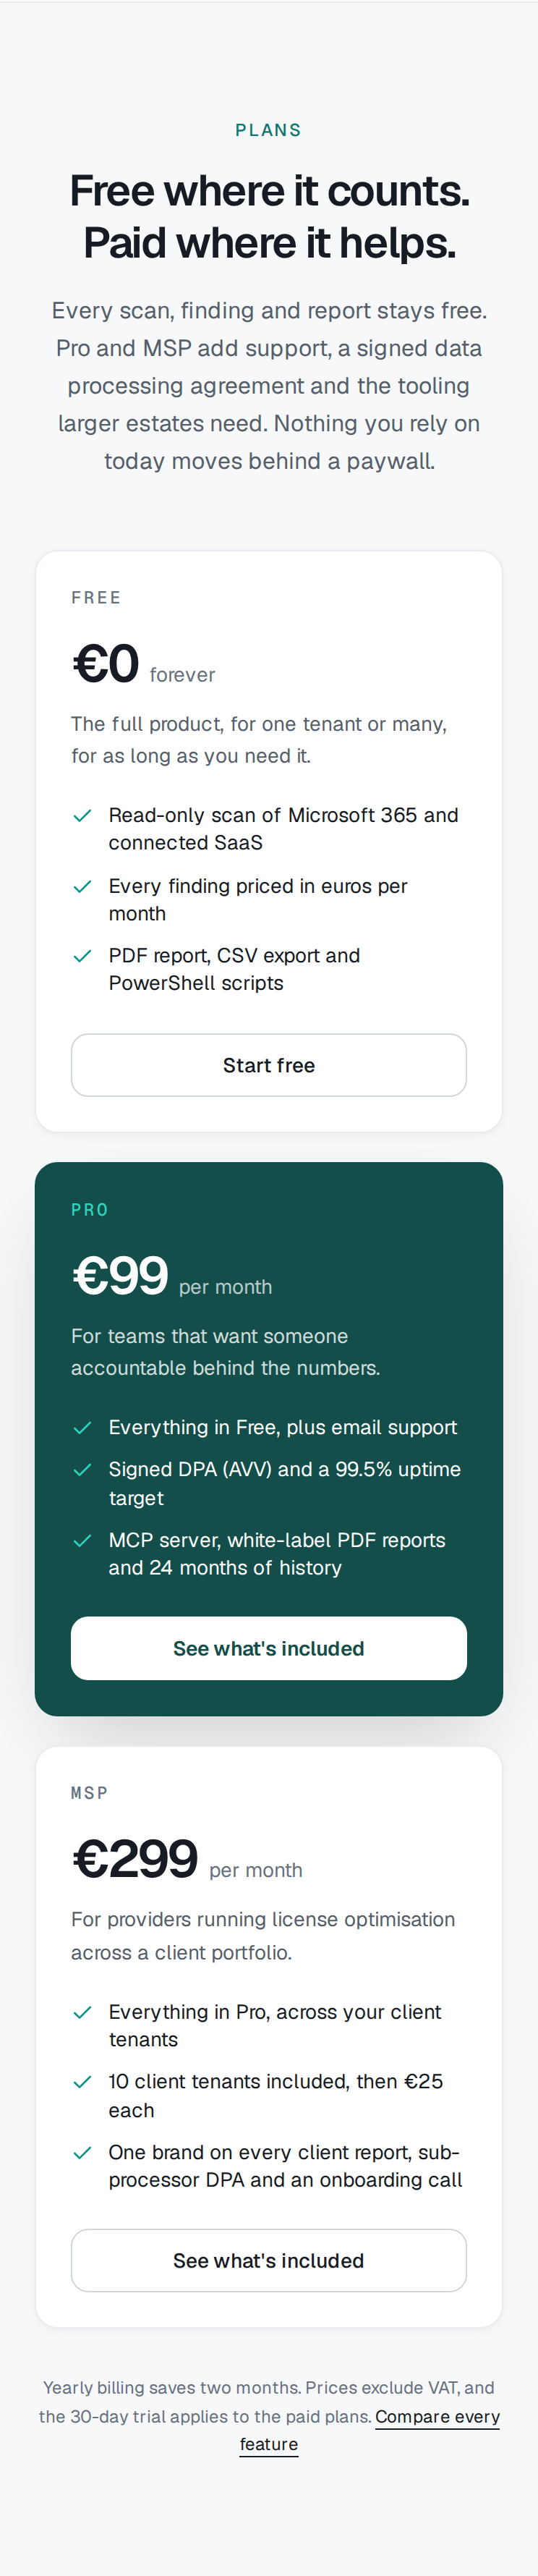 PLANS
Free where it counts.
Paid where it helps.
Every scan, finding and report stays free.
Pro and MSP add support, a signed data
processing agreement and the tooling
larger estates need. Nothing you rely on
today moves behind a paywall.
FREE
€0 forever
The full product, for one tenant or many,
for as long as you need it.
Read-only scan of Microsoft 365 and
connected SaaS
Every finding priced in euros per
month
PDF report, CSV export and
PowerShell scripts
Start free
PRO
€99 per month
For teams that want someone
accountable behind the numbers.
Everything in Free, plus email support
Signed DPA (AVV) and a 99.5% uptime
target
MCP server, white-label PDF reports
and 24 months of history
See what's included
MSP
€299 per month
For providers running license optimisation
across a client portfolio.
Everything in Pro, across your client
tenants
10 client tenants included, then €25
each
One brand on every client report, sub-
processor DPA and an onboarding call
See what's included
Yearly billing saves two months. Prices exclude VAT, and
the 30-day trial applies to the paid plans. Compare every
feature